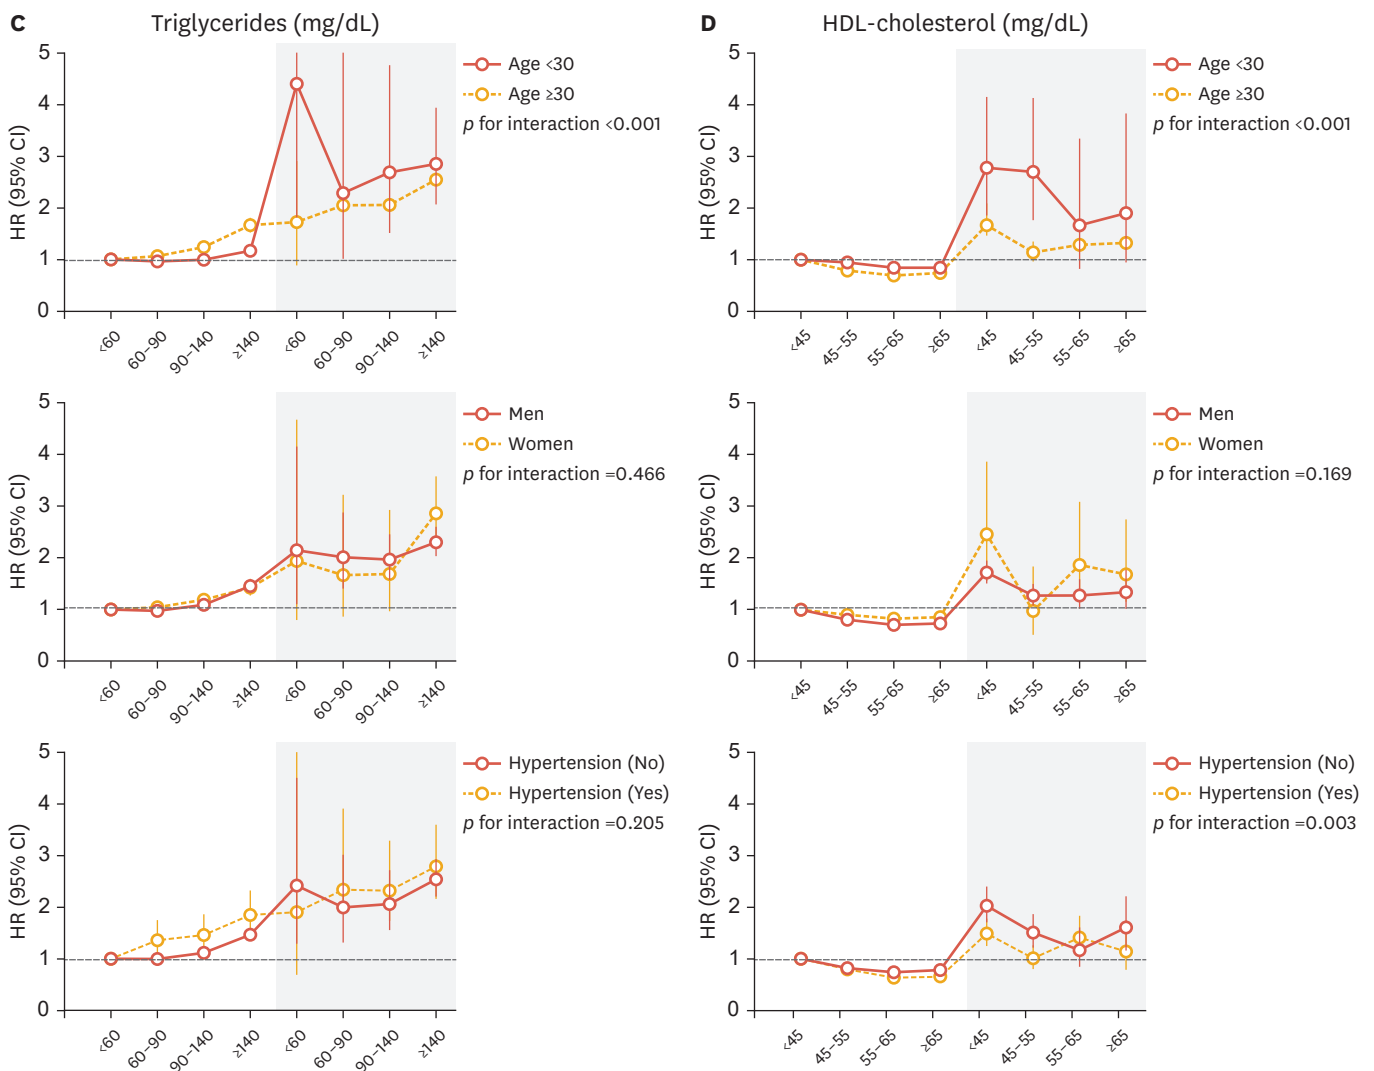 C Triglycerides (mg/dL)
HR (95% CI)
5
4
3
2
1
0
<60 60–90 90–140 ≥140 <60 60–90 90–140 ≥140
Age <30
Age ≥30
p for interaction <0.001
HR (95% CI)
5
4
3
2
1
0
<60 60–90 90–140 ≥140 <60 60–90 90–140 ≥140
Men
Women
p for interaction =0.466
HR (95% CI)
5
4
3
2
1
0
<60 60–90 90–140 ≥140 <60 60–90 90–140 ≥140
Hypertension (No)
Hypertension (Yes)
p for interaction =0.205
D HDL-cholesterol (mg/dL)
HR (95% CI)
5
4
3
2
1
0
<45 45–55 55–65 ≥65 <45 45–55 55–65 ≥65
Age <30
Age ≥30
p for interaction <0.001
HR (95% CI)
5
4
3
2
1
0
<45 45–55 55–65 ≥65 <45 45–55 55–65 ≥65
Men
Women
p for interaction =0.169
HR (95% CI)
5
4
3
2
1
0
<45 45–55 55–65 ≥65 <45 45–55 55–65 ≥65
Hypertension (No)
Hypertension (Yes)
p for interaction =0.003